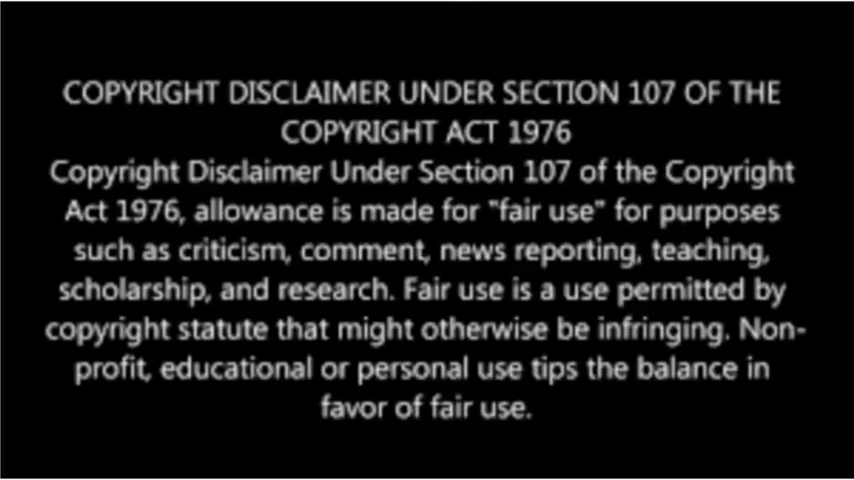 COPYRIGHT DISCLAIMER UNDER SECTION 107 OF THE
COPYRIGHT ACT 1976
Copyright Disclaimer Under Section 107 of the Copyright
Act 1976, allowance is made for "fair use" for purposes
such as criticism, comment, news reporting, teaching,
scholarship, and research. Fair use is a use permitted by
copyright statute that might otherwise be infringing. Non-
profit, educational or personal use tips the balance in
favor of fair use.